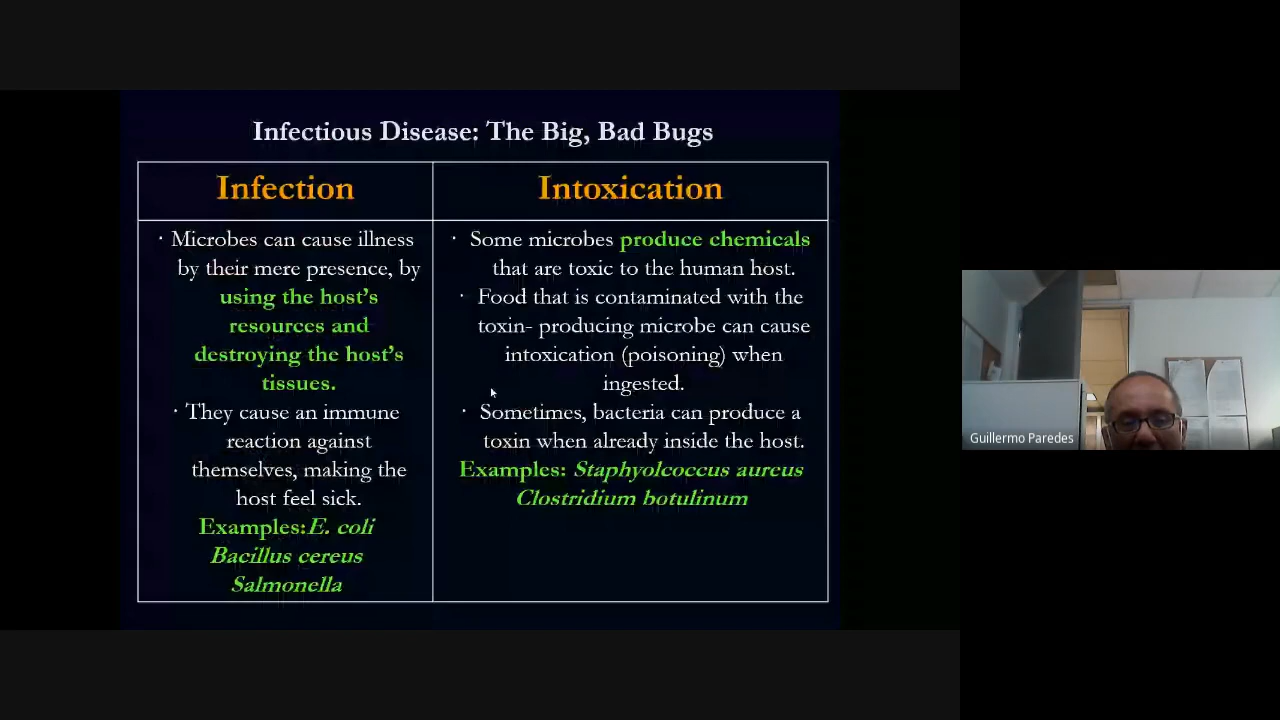 Infectious Disease: The Big, Bad Bugs
Infection
· Microbes can cause illness
by their mere presence, by
using the host's
resources and
destroying the host's
tissues.
· They cause an immune
reaction against
themselves, making the
host feel sick.
Examples:E. coli
Bacillus cereus
Salmonella
Intoxication
· Some microbes produce chemicals
that are toxic to the human host.
· Food that is contaminated with the
toxin- producing microbe can cause
intoxication (poisoning) when
ingested.
· Sometimes, bacteria can produce a
toxin when already inside the host.
Examples: Staphyolcoccus aureus
Clostridium botulinum
Guillermo Paredes